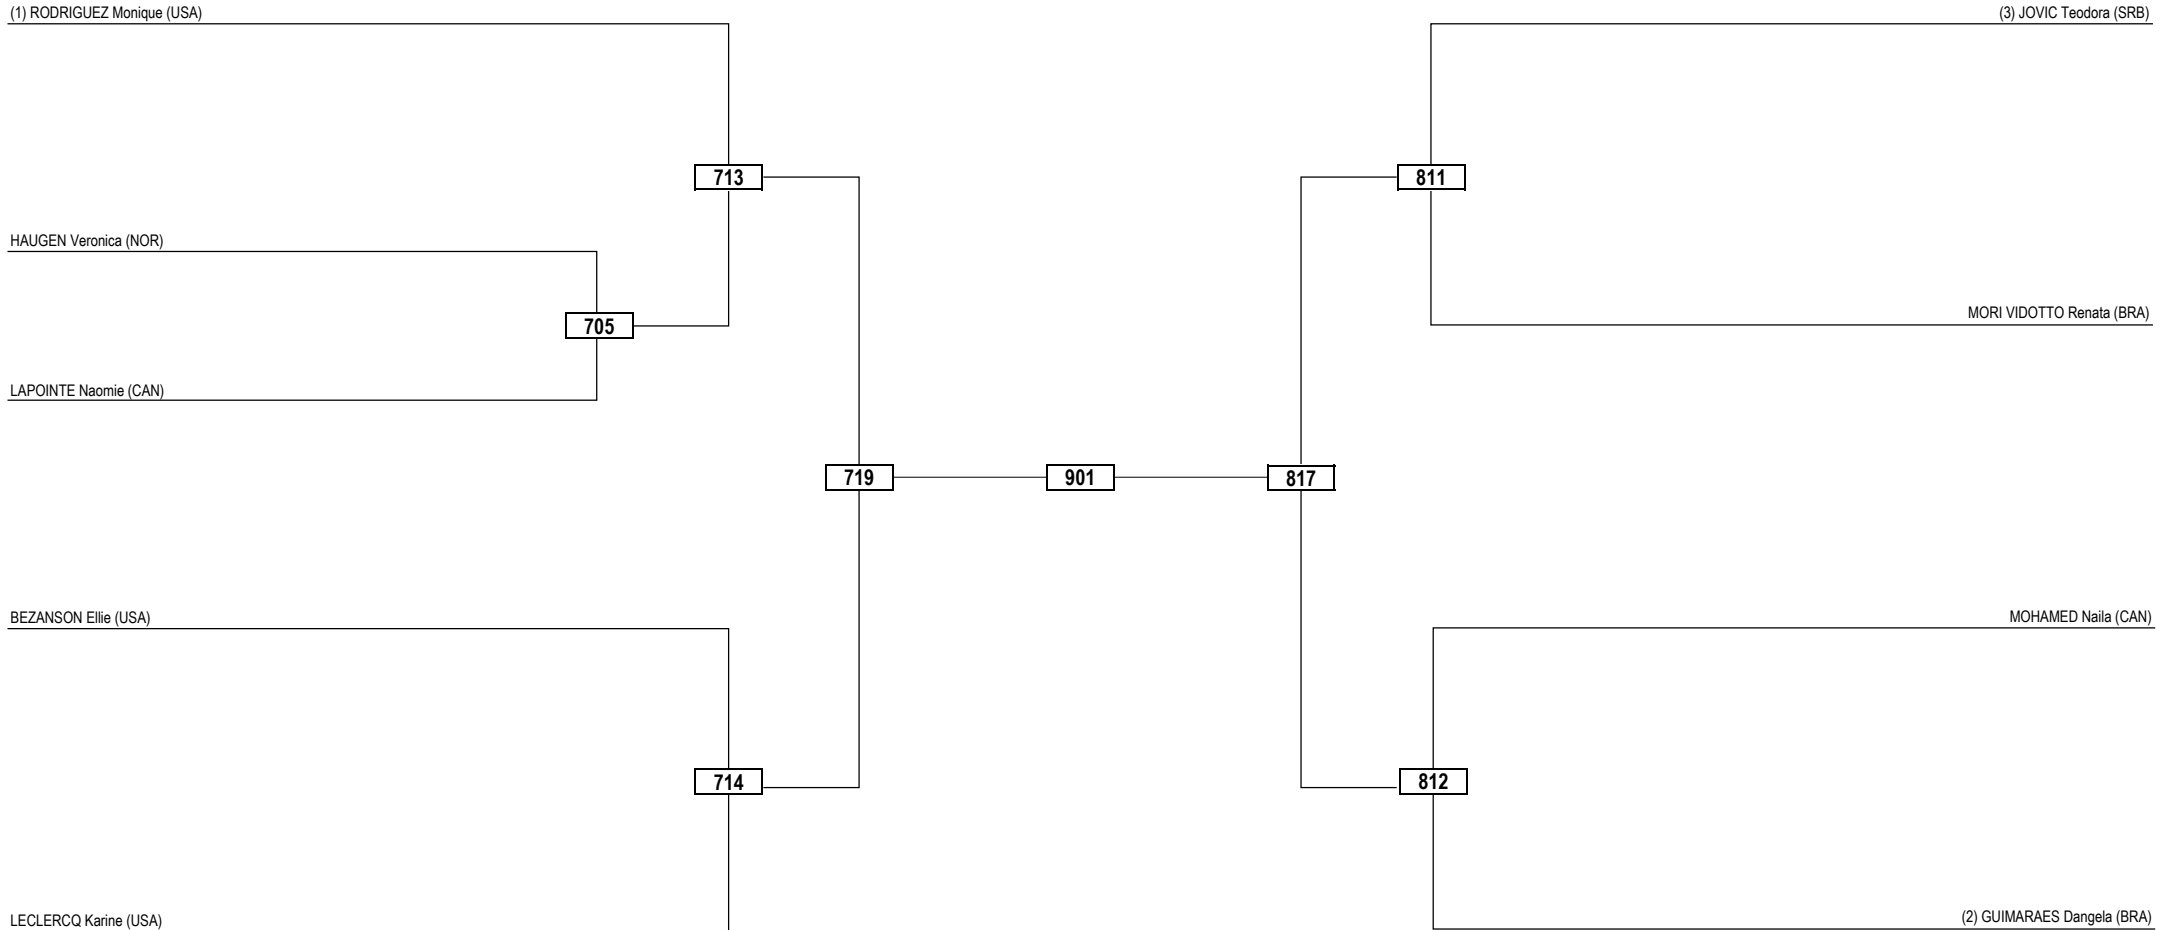 (1) RODRIGUEZ Monique (USA)
(3) JOVIC Teodora (SRB)
713
811
HAUGEN Veronica (NOR)
705
MORI VIDOTTO Renata (BRA)
LAPOINTE Naomie (CAN)
719
901
817
BEZANSON Ellie (USA)
MOHAMED Naila (CAN)
714
812
LECLERCQ Karine (USA)
(2) GUIMARAES Dangela (BRA)